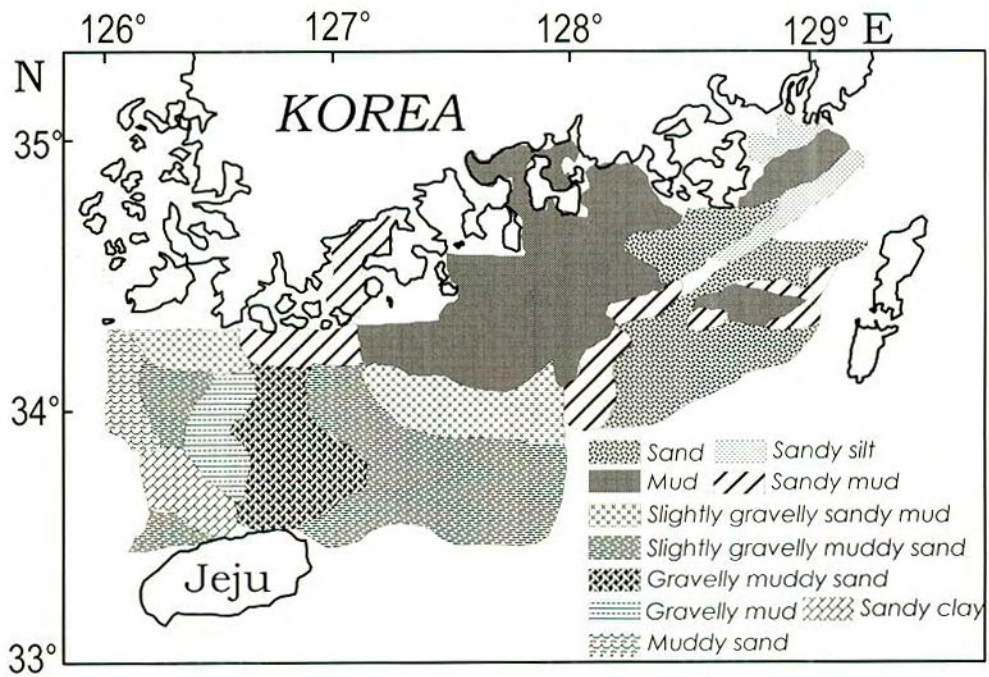 126° 127° 128° 129° E
N
KOREA
35°
34°
Sand Sandy silt
Mud Sandy mud
Slightly gravelly sandy mud
Slightly gravelly muddy sand
Jeju
Gravelly muddy sand
Gravelly mud Sandy clay
Muddy sand
33°